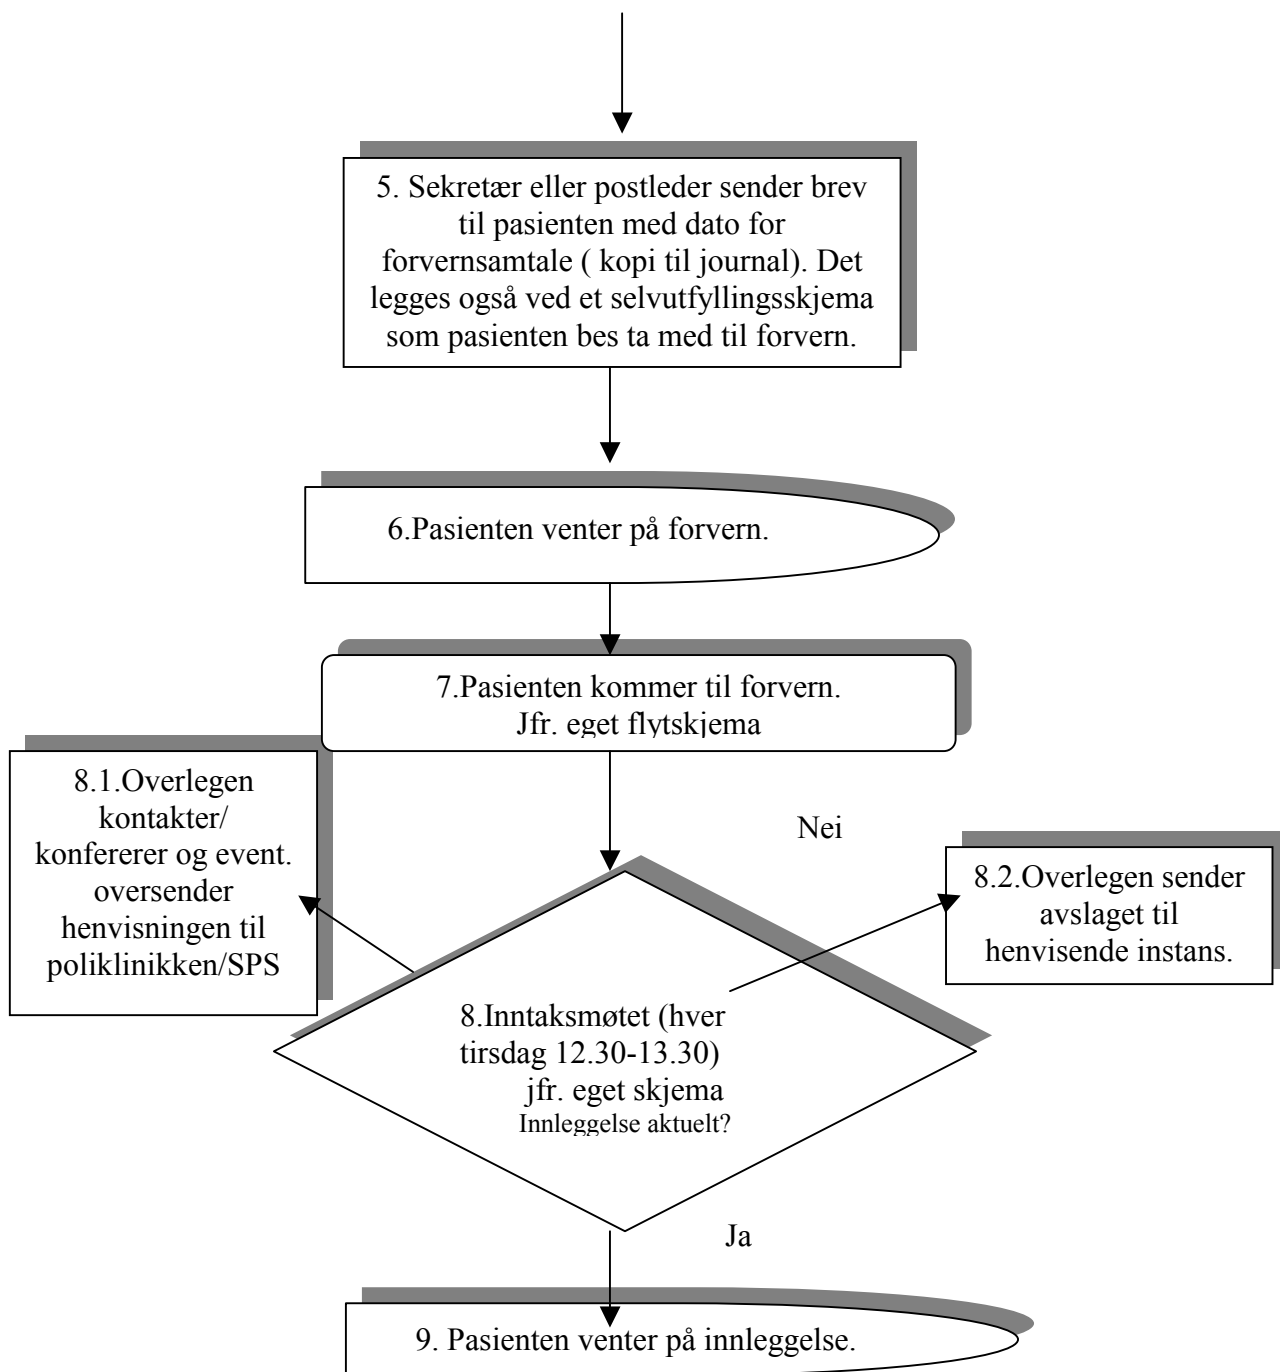 5. Sekretær eller postleder sender brev
til pasienten med dato for
forvernsamtale ( kopi til journal). Det
legges også ved et selvutfyllingsskjema
som pasienten bes ta med til forvern.
6.Pasienten venter på forvern.
7.Pasienten kommer til forvern.
Jfr. eget flytskjema
8.1.Overlegen
kontakter/
konfererer og event.
oversender
henvisningen til
poliklinikken/SPS
Nei
8.2.Overlegen sender
avslaget til
henvisende instans.
8.Inntaksmøtet (hver
tirsdag 12.30-13.30)
jfr. eget skjema
Innleggelse aktuelt?
Ja
9. Pasienten venter på innleggelse.